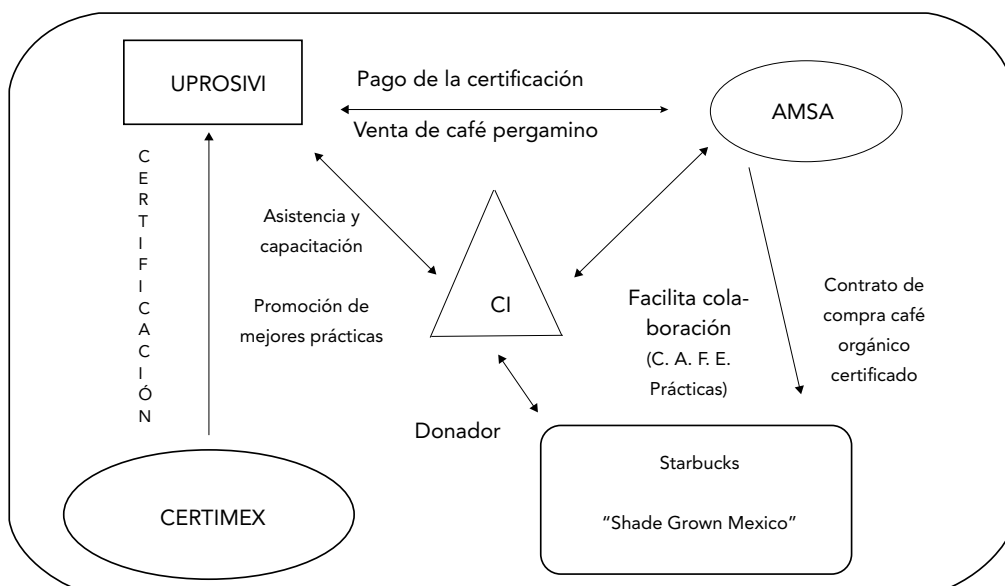 UPROSIVI
Pago de la certificación
Venta de café pergamino
AMSA
CERTIFICACIÓN
Asistencia y
capacitación
Promoción de
mejores prácticas
CI
Facilita cola-
boración
(C. A. F. E.
Prácticas)
Contrato de
compra café
orgánico
certificado
Donador
CERTIMEX
Starbucks
“Shade Grown Mexico”